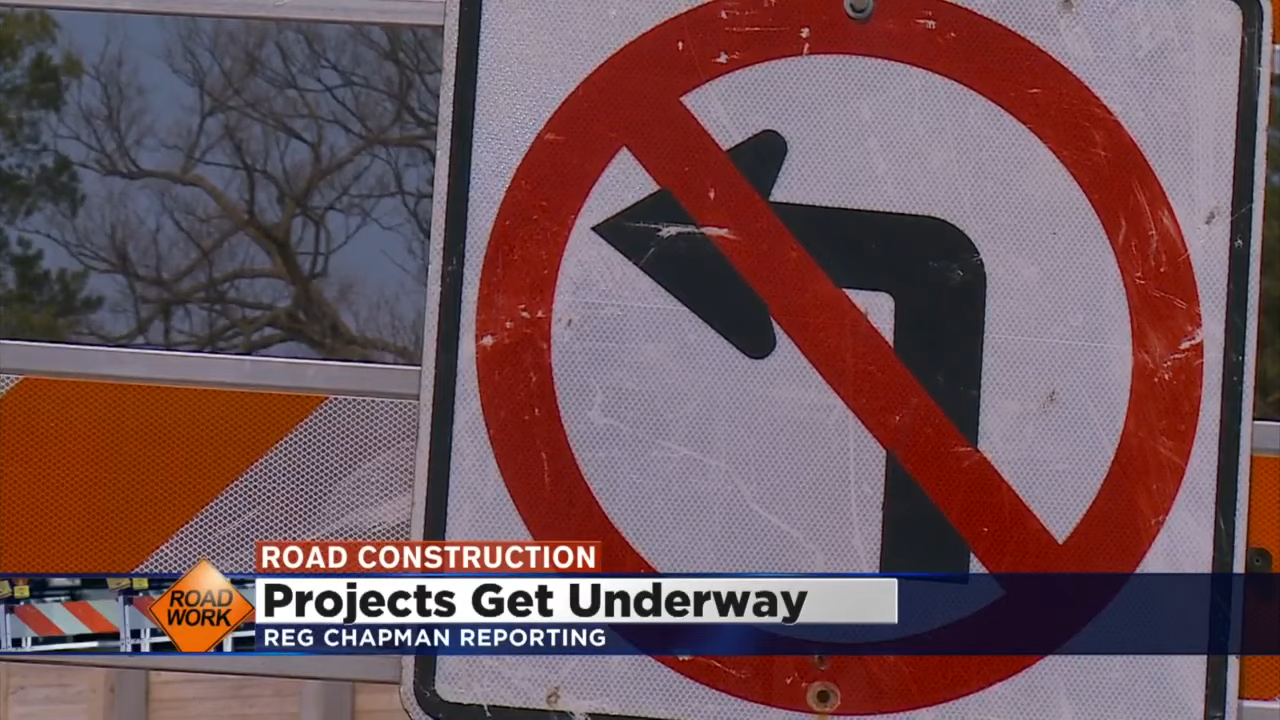 ROAD CONSTRUCTION
ROAD
WORK
Projects Get Underway
REG CHAPMAN REPORTING